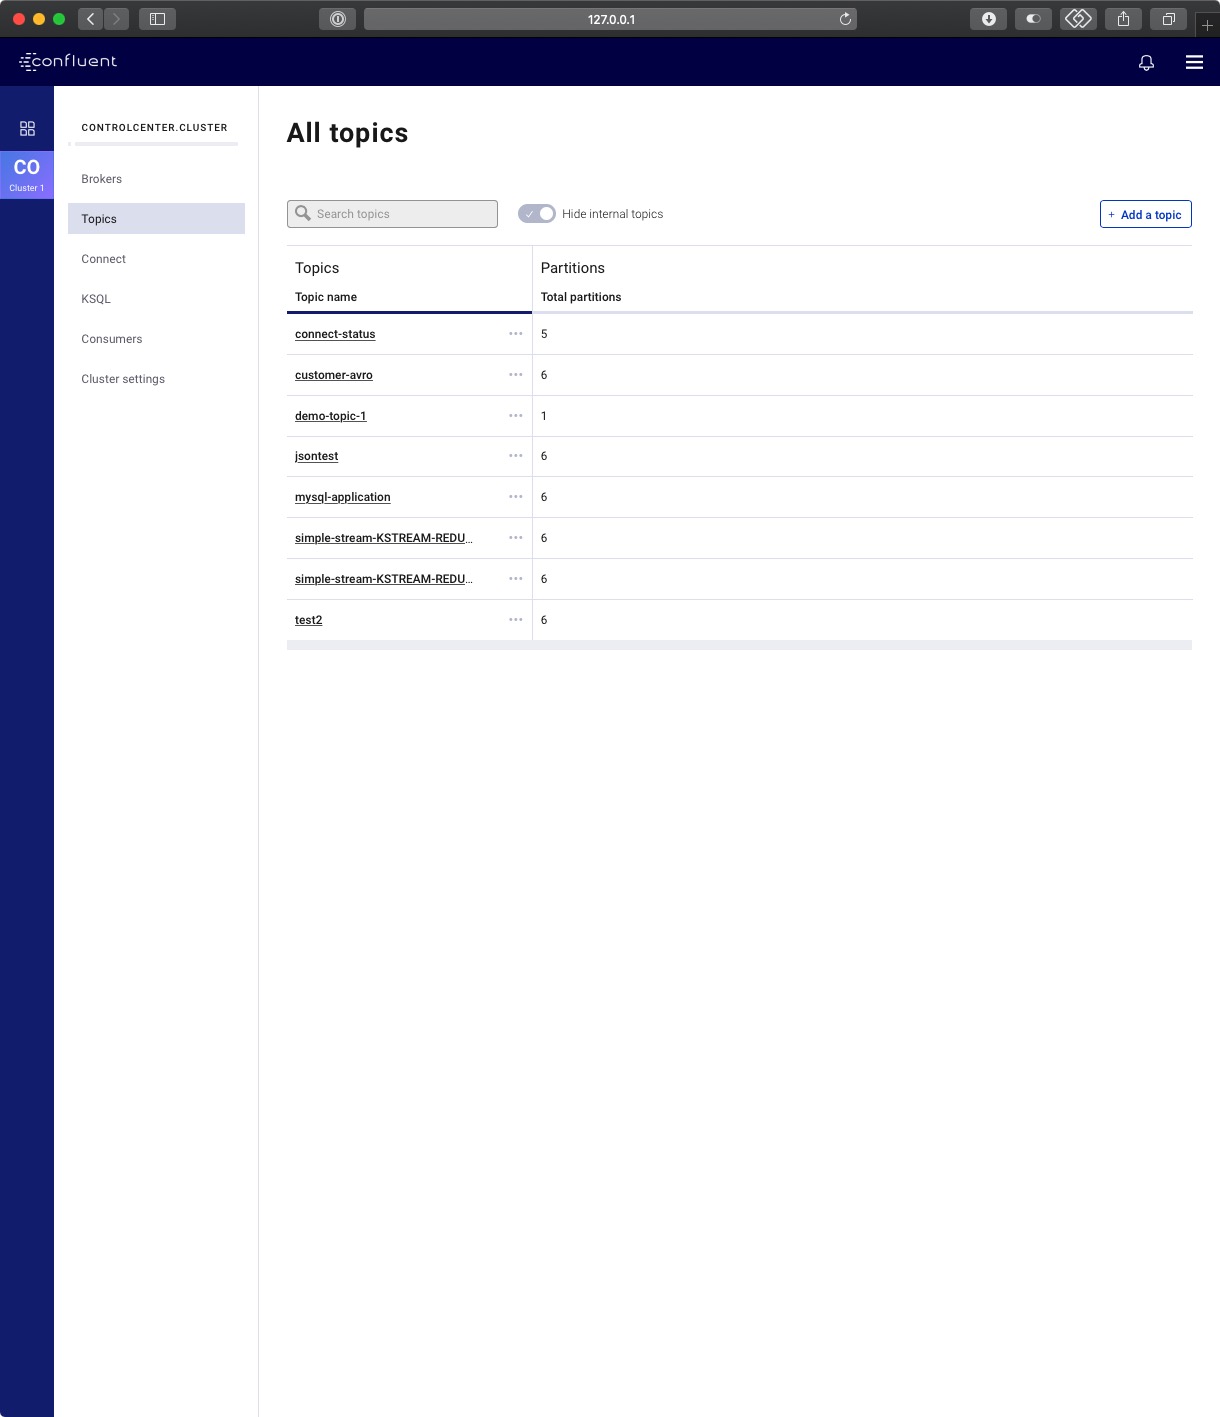 127.0.0.1
confluent
CO
Cluster 1
CONTROLCENTER.CLUSTER
Brokers
Topics
Connect
KSQL
Consumers
Cluster settings
All topics
Search topics
Hide internal topics
+ Add a topic
Topics Partitions
Topic name Total partitions
connect-status ••• 5
customer-avro ••• 6
demo-topic-1 ••• 1
jsontest ••• 6
mysql-application ••• 6
simple-stream-KSTREAM-REDU... ••• 6
simple-stream-KSTREAM-REDU... ••• 6
test2 ••• 6